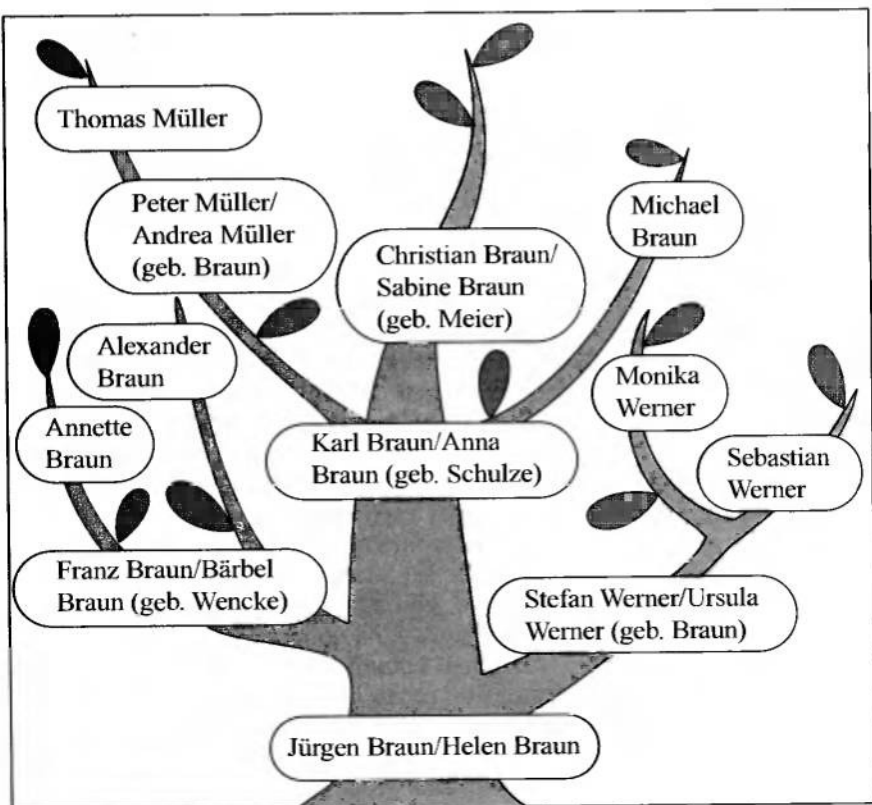 Thomas Müller
Peter Müller/
Andrea Müller
(geb. Braun)
Christian Braun/
Sabine Braun
(geb. Meier)
Michael
Braun
Alexander
Braun
Monika
Werner
Annette
Braun
Karl Braun/Anna
Braun (geb. Schulze)
Sebastian
Werner
Franz Braun/Bärbel
Braun (geb. Wencke)
Stefan Werner/Ursula
Werner (geb. Braun)
Jürgen Braun/Helen Braun